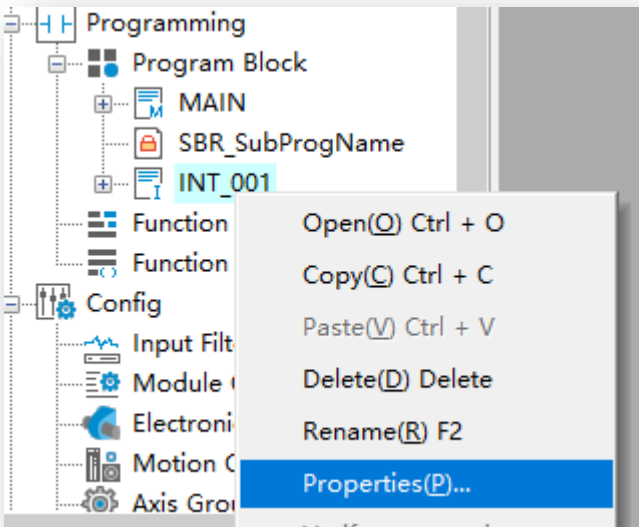 Programming
Program Block
MAIN
SBR_SubProgName
INT_001
Function
Function
Config
Input Filt
Module
Electroni
Motion
Axis Grou
Open(O) Ctrl + O
Copy(C) Ctrl + C
Paste(V) Ctrl + V
Delete(D) Delete
Rename(R) F2
Properties(P)...